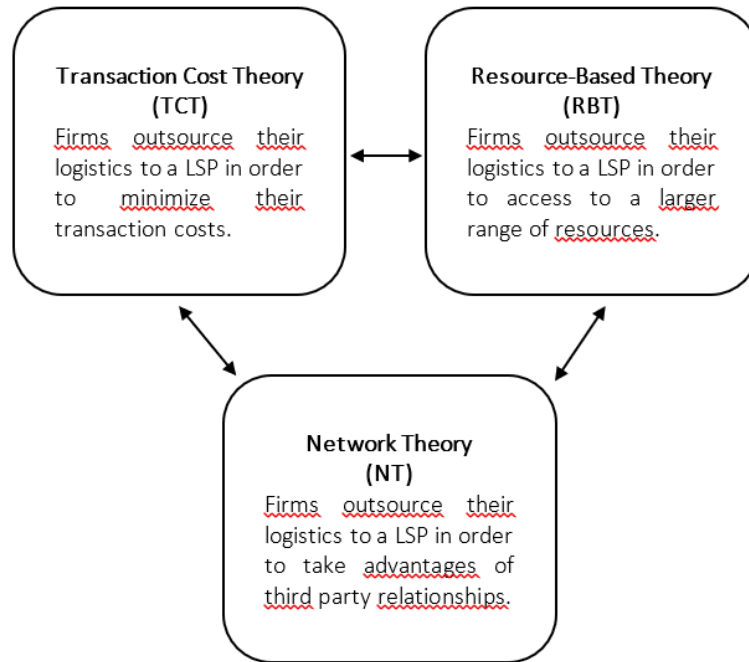 Transaction Cost Theory
(TCT)
Firms outsource their
logistics to a LSP in order
to minimize their
transaction costs.
Resource-Based Theory
(RBT)
Firms outsource their
logistics to a LSP in order
to access to a larger
range of resources.
Network Theory
(NT)
Firms outsource their
logistics to a LSP in order
to take advantages of
third party relationships.